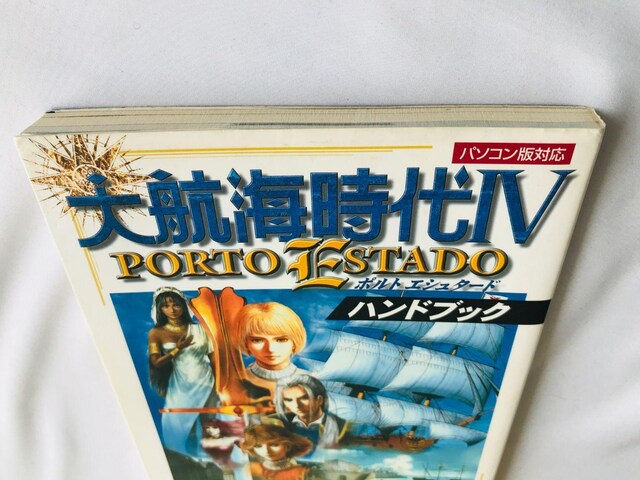 パソコン版対応
大航海時代IV
PORTO ESTADO
ポルト エシュタード
ハンドブック